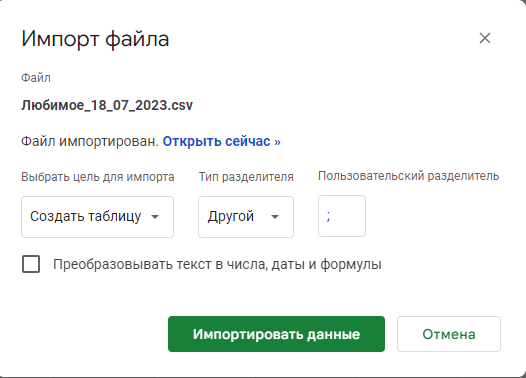 Импорт файла
Файл
Любимое_18_07_2023.csv
Файл импортирован. Открыть сейчас »
Выбрать цель для импорта Тип разделителя Пользовательский разделитель
Создать таблицу Другой ;
Преобразовывать текст в числа, даты и формулы
Импортировать данные Отмена